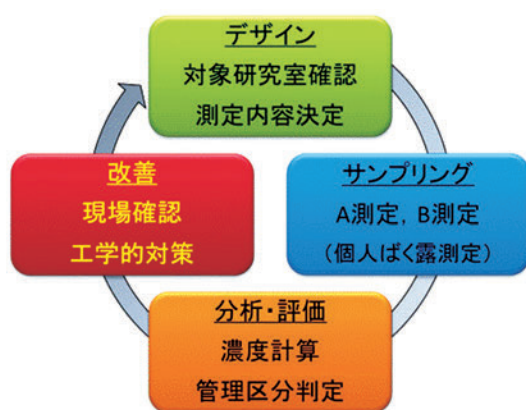 デザイン
対象研究室確認
測定内容決定
サンプリング
A測定, B測定
(個人ばく露測定)
分析・評価
濃度計算
管理区分判定
改善
現場確認
工学的対策